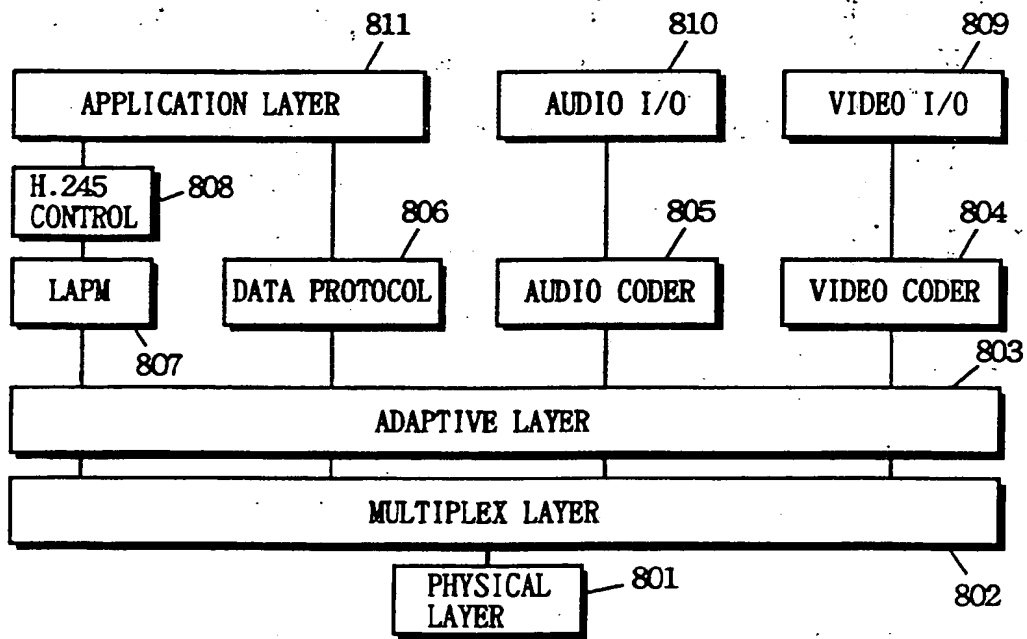 811
810
809
APPLICATION LAYER
AUDIO I/O
VIDEO I/O
H.245
CONTROL
808
806
805
804
LAPM
DATA PROTOCOL
AUDIO CODER
VIDEO CODER
807
803
ADAPTIVE LAYER
MULTIPLEX LAYER
PHYSICAL
LAYER
801
802